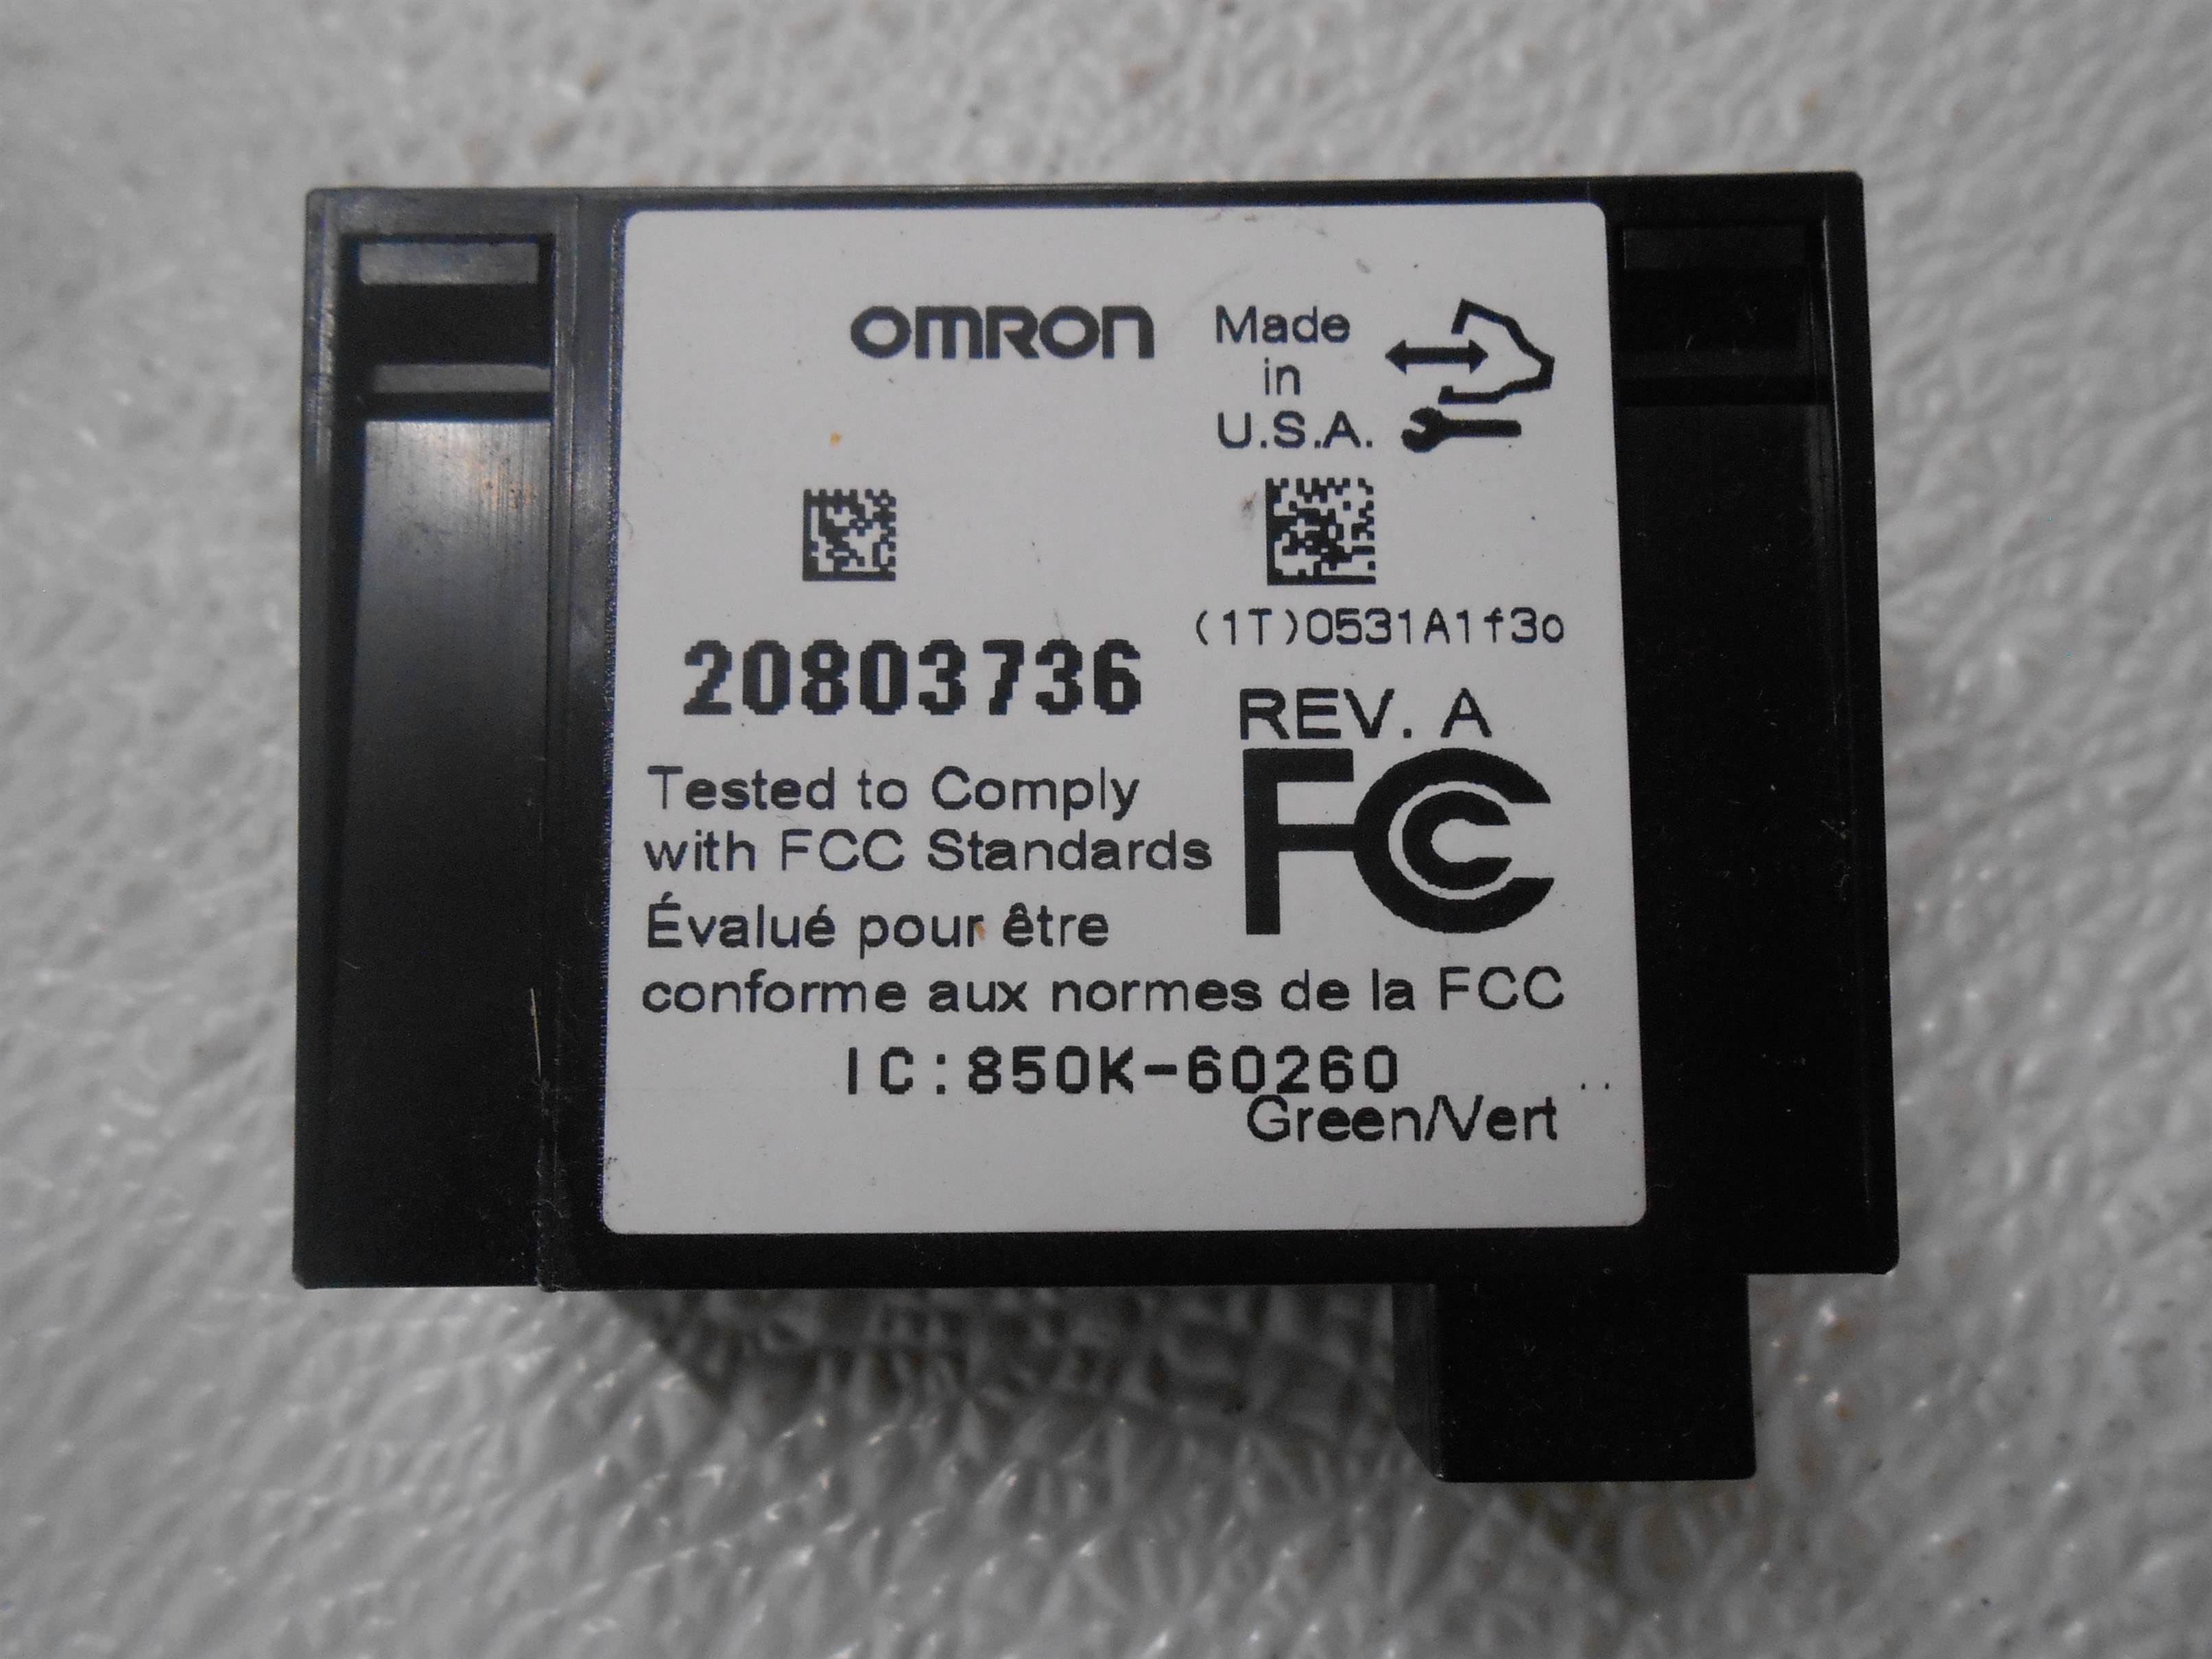 OMRON
Made
in
U.S.A.
20803736
(1T)0531A1f3o
REV. A
FC
Tested to Comply
with FCC Standards
Évalué pour être
conforme aux normes de la FCC
IC:850K-60260
Green/Vert